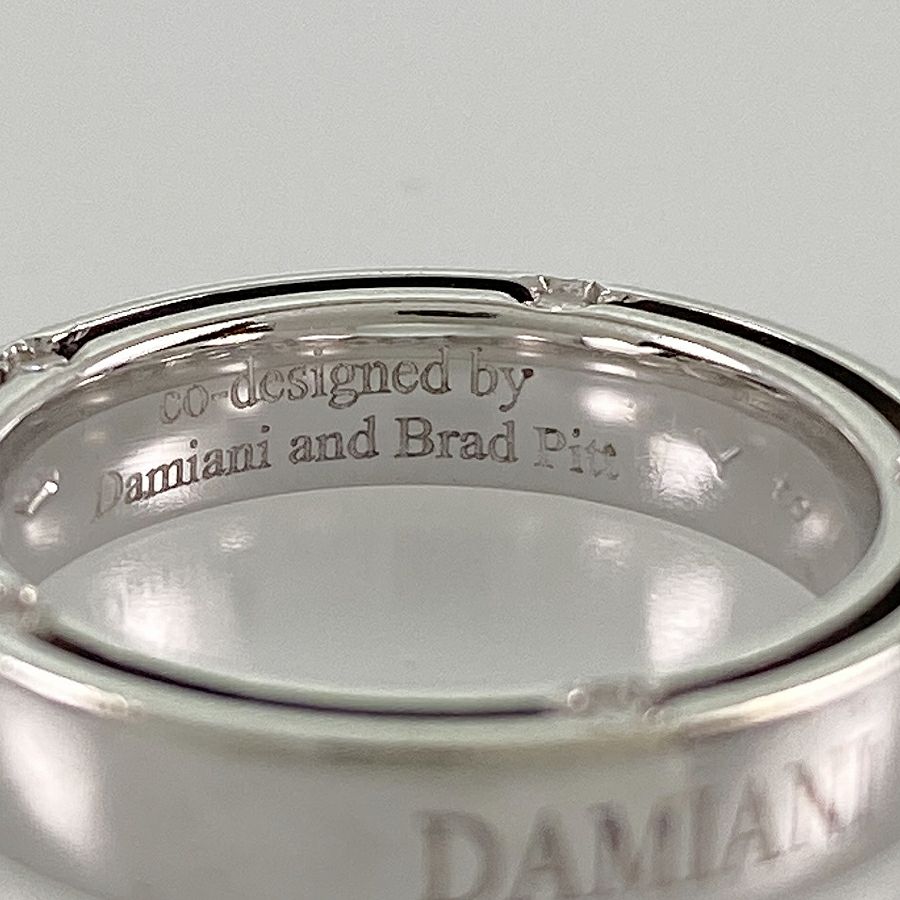 co-designed by
Damiani and Brad Pitt
DAMIANI